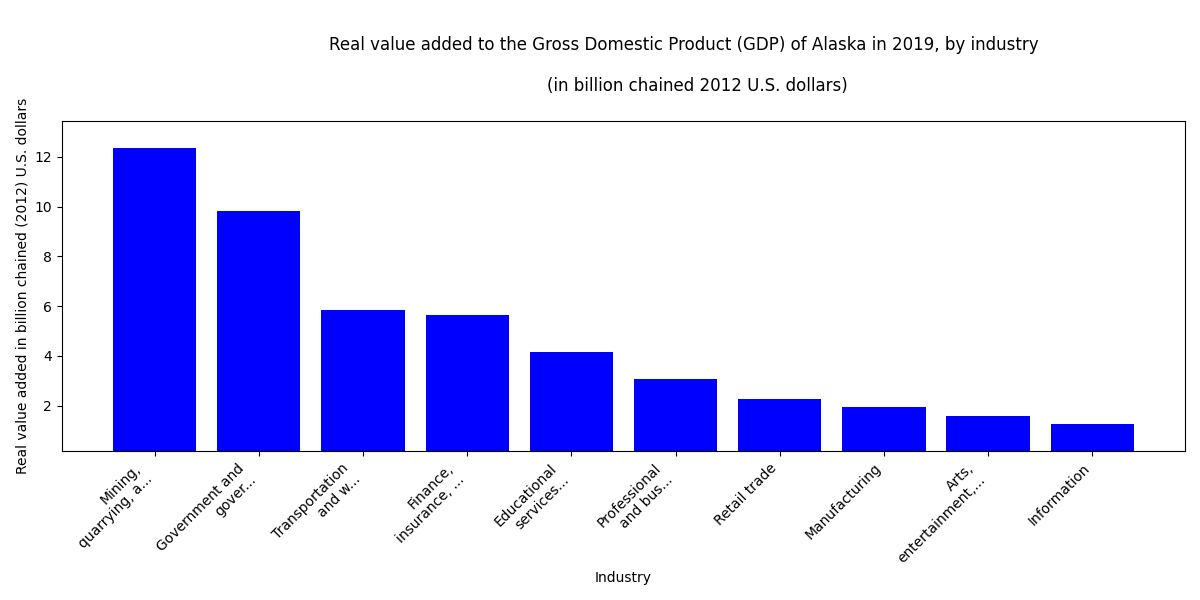 Real value added to the Gross Domestic Product (GDP) of Alaska in 2019, by industry
(in billion chained 2012 U.S. dollars)
Real value added in billion chained (2012) U.S. dollars
12
10
8
6
4
2
Mining,
quarrying, a...
Government and
gover...
Transportation
and w...
Finance,
insurance, ...
Educational
services...
Professional
and bus...
Retail trade
Manufacturing
Arts,
entertainment,...
Information
Industry